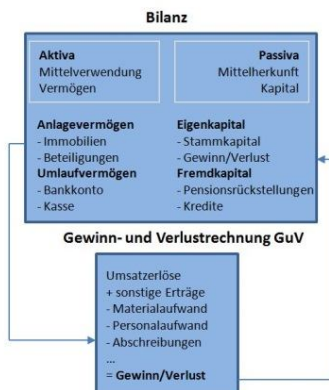 Bilanz
Aktiva
Mittelverwendung
Vermögen
Passiva
Mittelherkunft
Kapital
Anlagevermögen
- Immobilien
- Beteiligungen
Umlaufvermögen
- Bankkonto
- Kasse
Eigenkapital
- Stammkapital
- Gewinn/Verlust
Fremdkapital
- Pensionsrückstellungen
- Kredite
Gewinn- und Verlustrechnung GuV
Umsatzerlöse
+ sonstige Erträge
- Materialaufwand
- Personalaufwand
- Abschreibungen
...
= Gewinn/Verlust